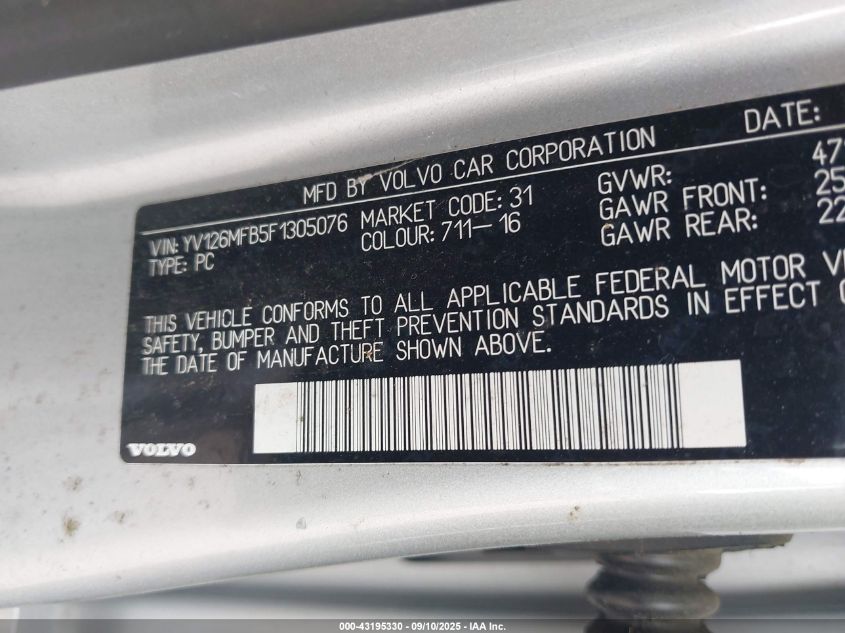 MFD BY VOLVO CAR CORPORATION DATE:
VIN: YV126MFB5F1305076 MARKET CODE: 31 GVWR:
TYPE: PC COLOUR: 711-16 GAWR FRONT: 25
GAWR REAR: 22
THIS VEHICLE CONFORMS TO ALL APPLICABLE FEDERAL MOTOR
SAFETY, BUMPER AND THEFT PREVENTION STANDARDS IN EFFECT
THE DATE OF MANUFACTURE SHOWN ABOVE.
VOLVO
000-43195330 - 09/10/2025 - IAA Inc.